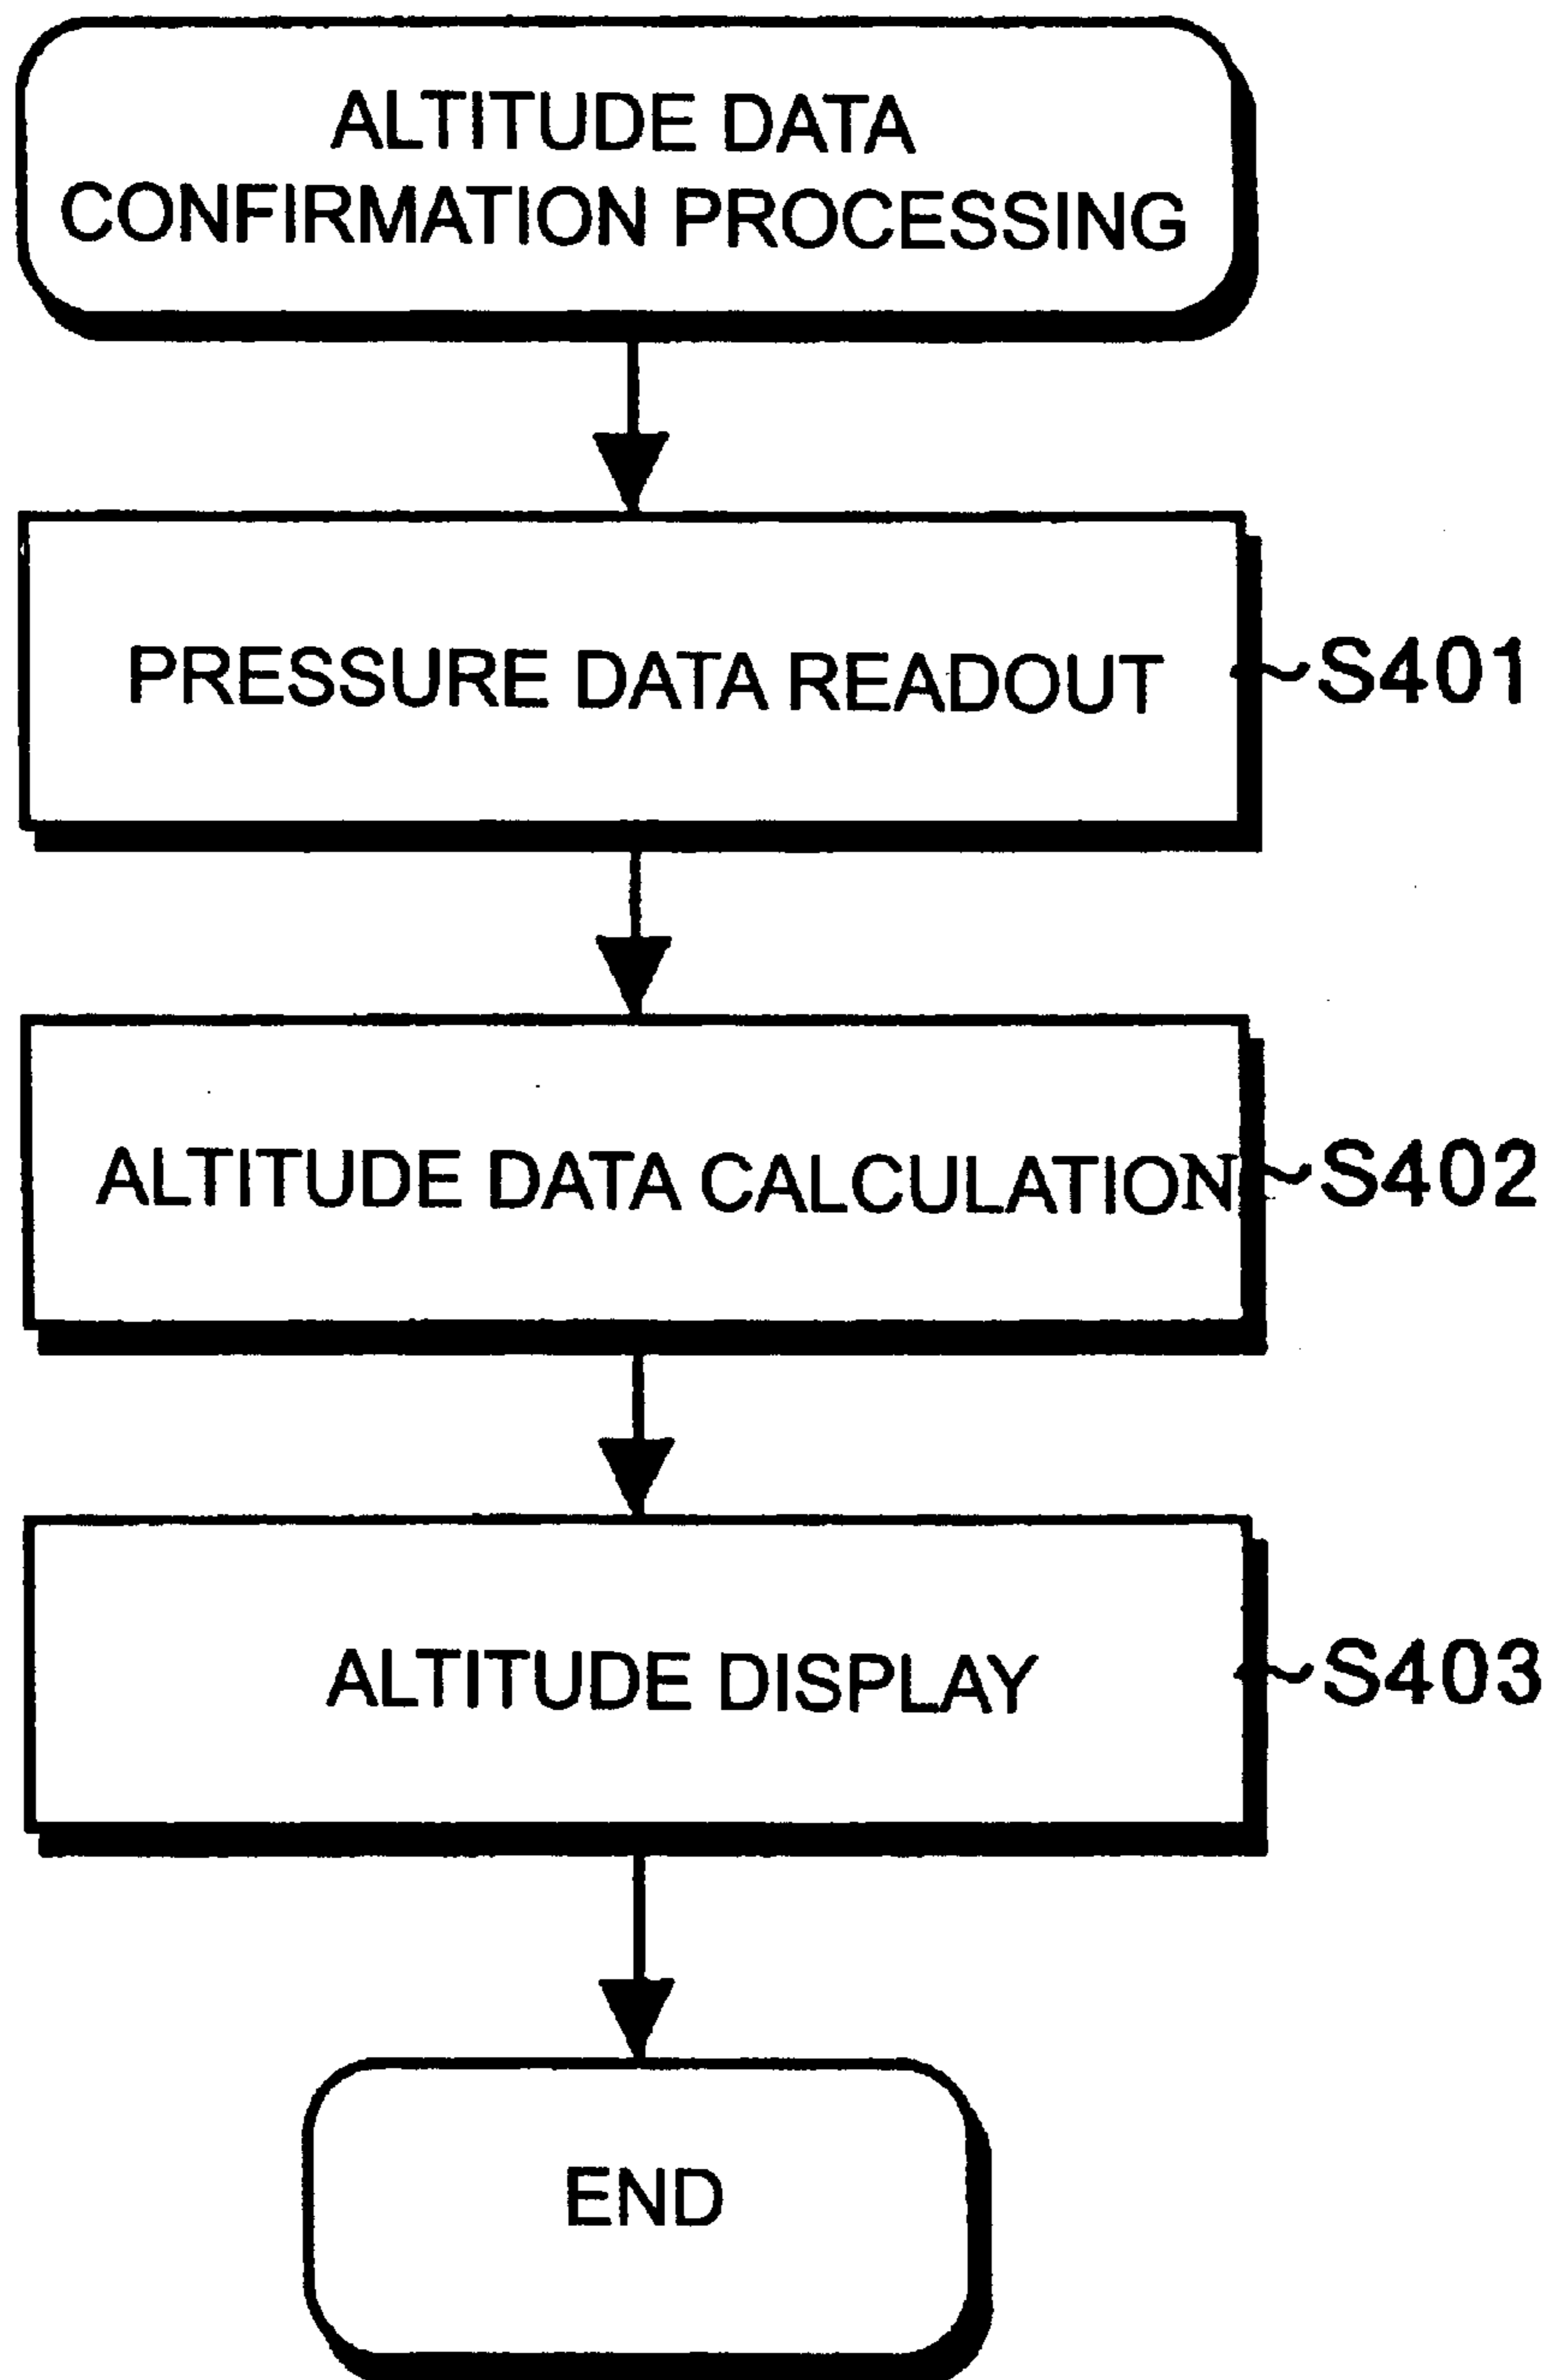 ALTITUDE DATA
CONFIRMATION PROCESSING
PRESSURE DATA READOUT
S401
ALTITUDE DATA CALCULATION
S402
ALTITUDE DISPLAY
S403
END